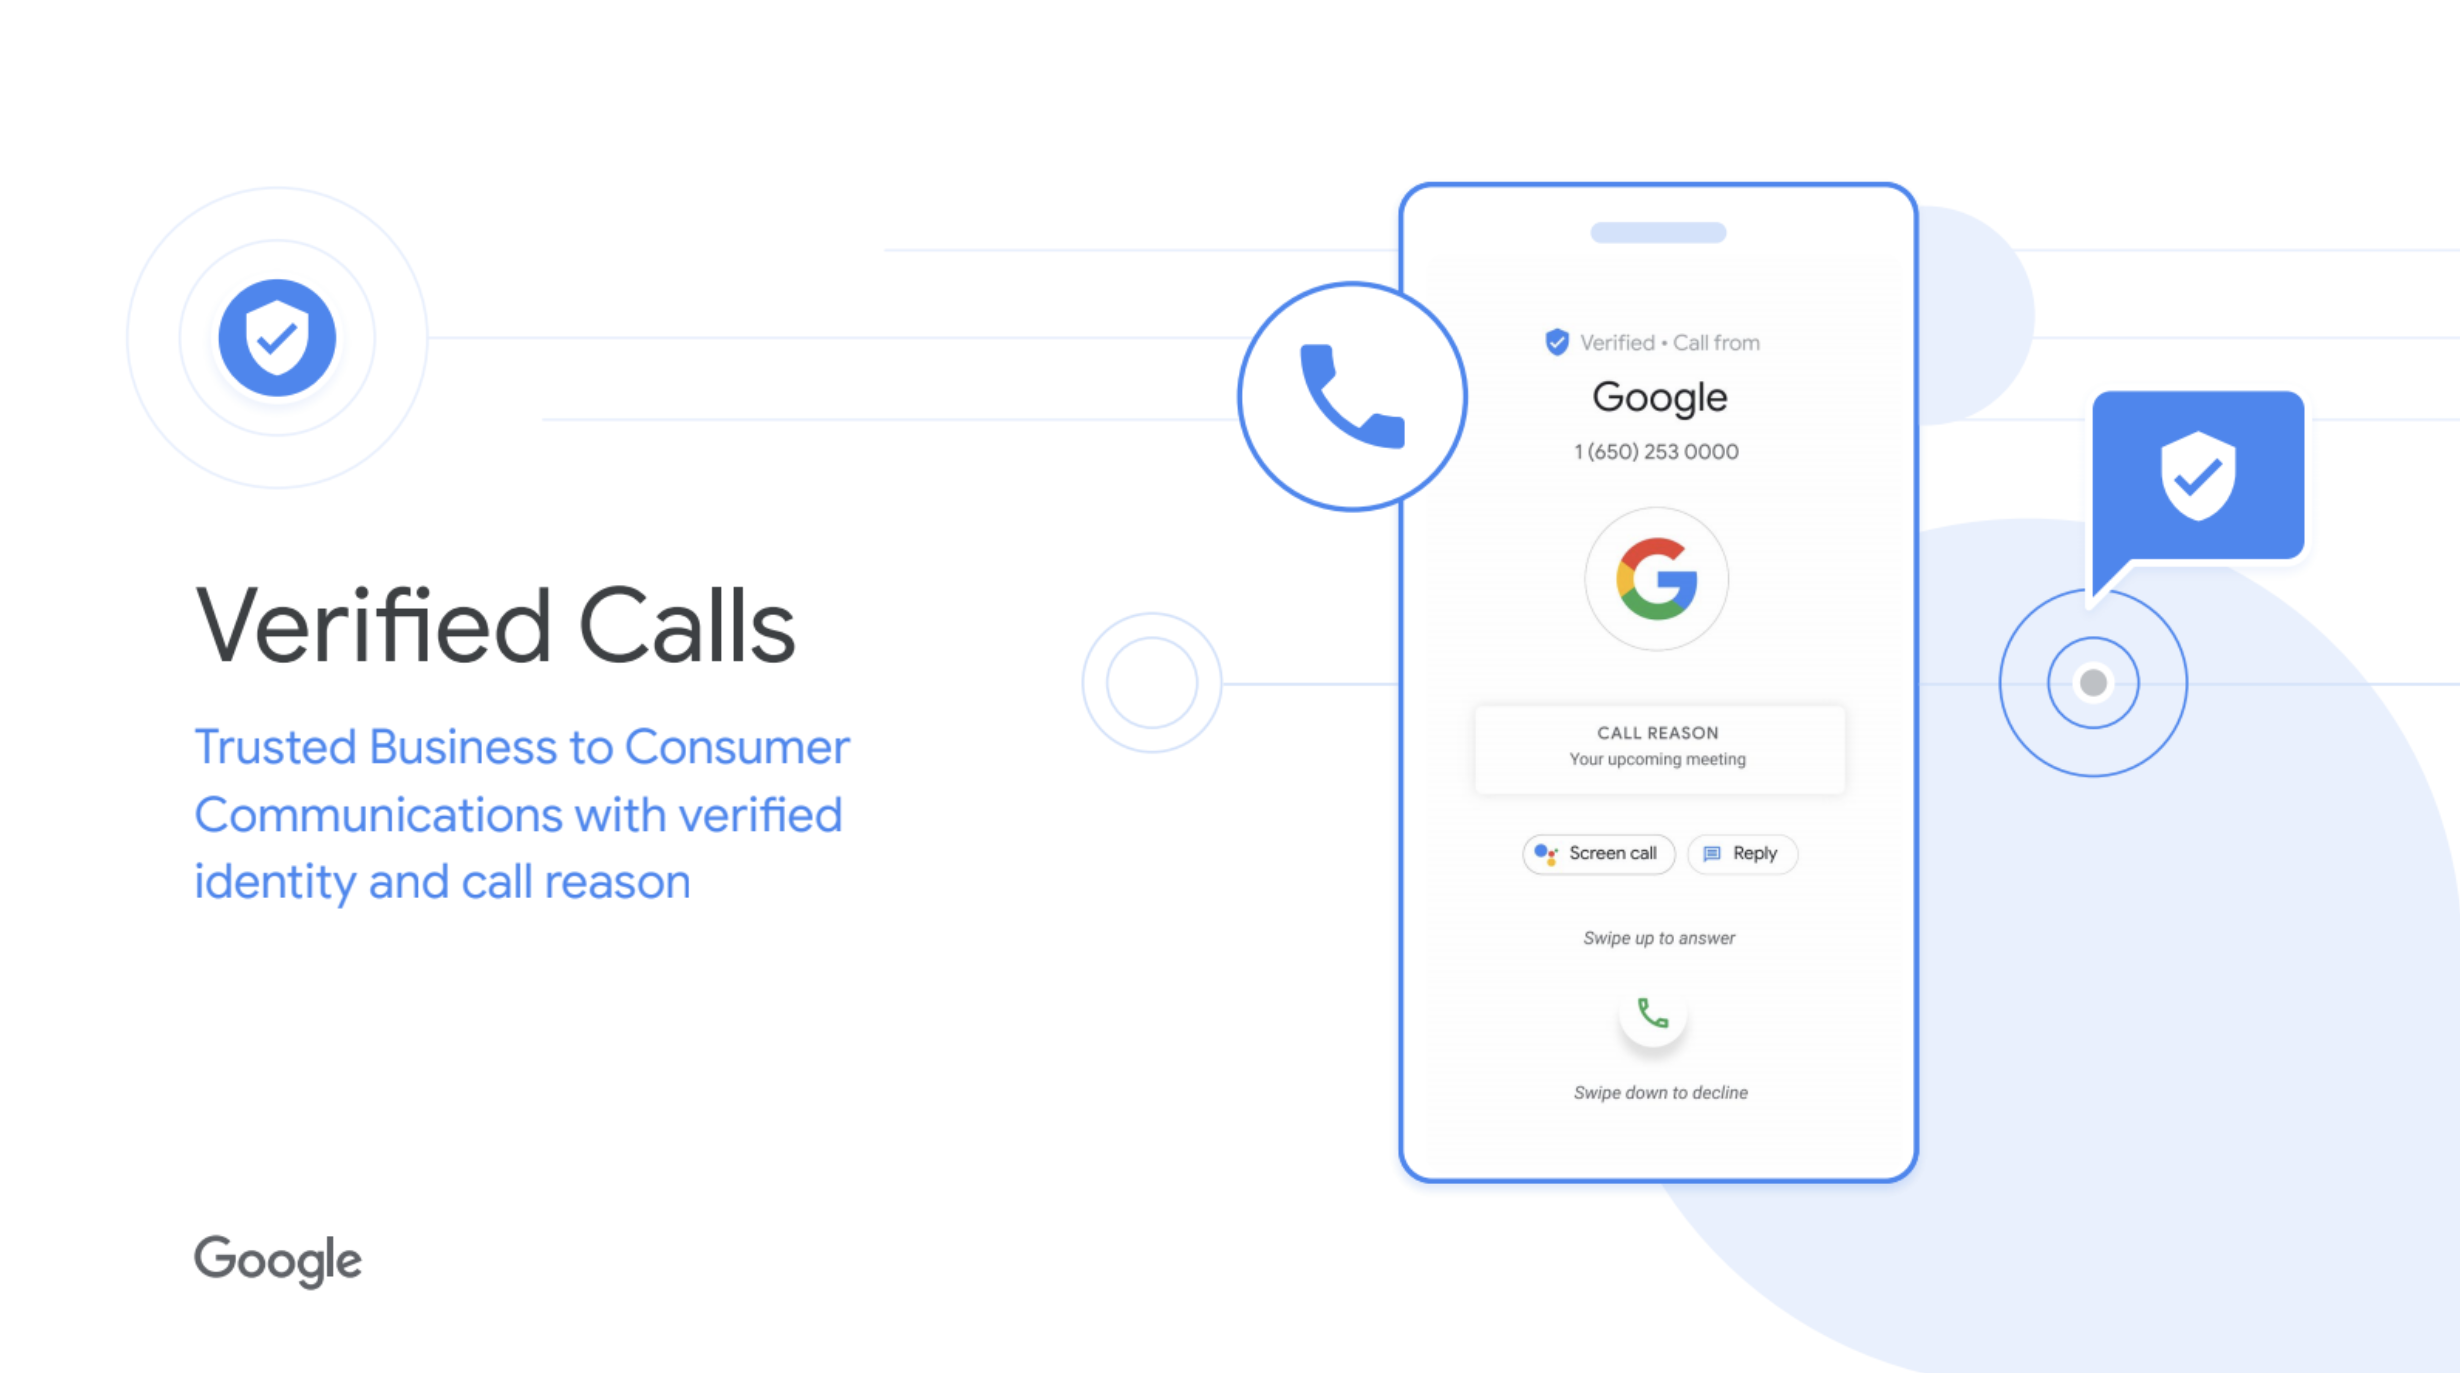 Verified Calls
Trusted Business to Consumer
Communications with verified
identity and call reason
Google
Verified • Call from
Google
1 (650) 253 0000
G
CALL REASON
Your upcoming meeting
Screen call
Reply
Swipe up to answer
Swipe down to decline